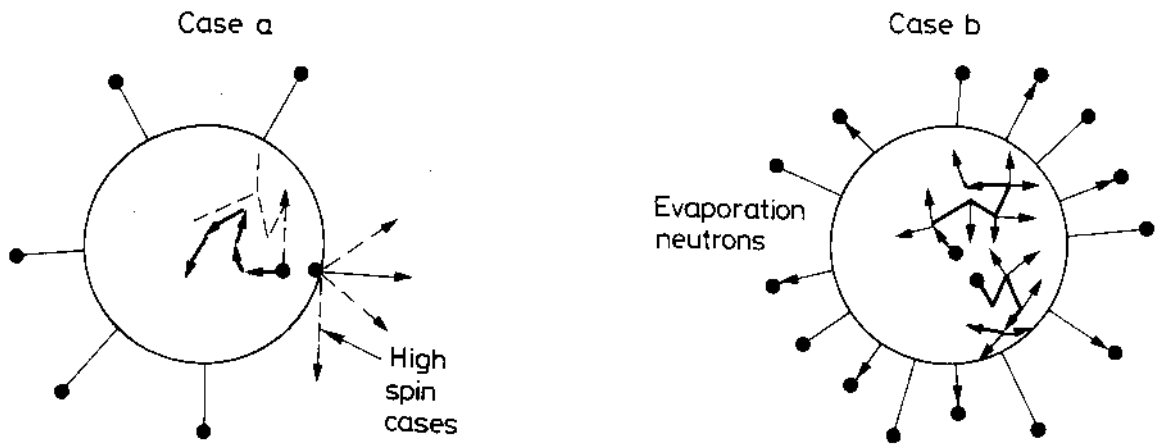 Case a
Case b
Evaporation
neutrons
High
spin
cases